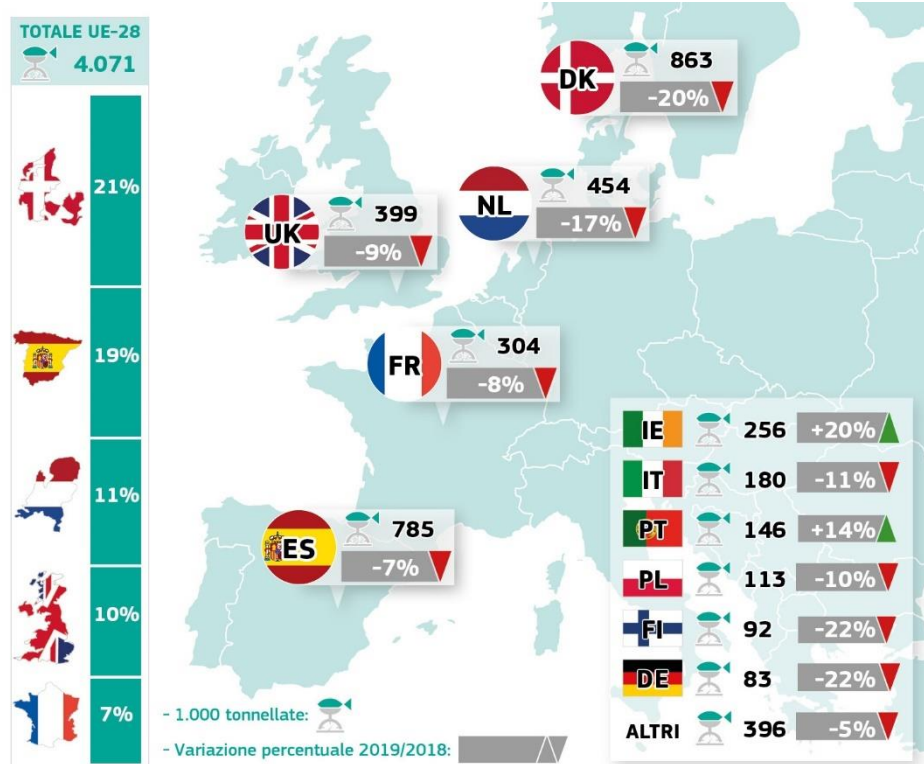 TOTALE UE-28
4.071
21%
19%
11%
10%
7%
DK
863
-20%
NL
454
-17%
UK
399
-9%
FR
304
-8%
ES
785
-7%
IE 256 +20%
IT 180 -11%
PT 146 +14%
PL 113 -10%
FI 92 -22%
DE 83 -22%
ALTRI 396 -5%
- 1.000 tonnellate:
- Variazione percentuale 2019/2018: